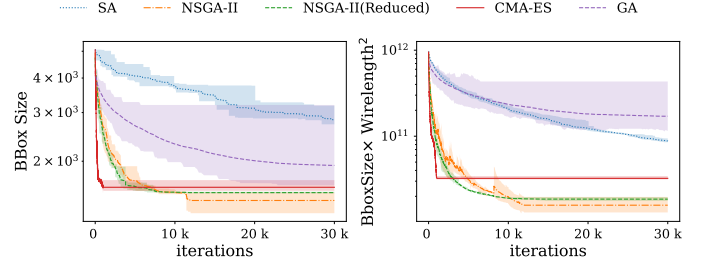 SA NSGA-II NSGA-II(Reduced) CMA-ES GA
BBox Size
4 × 10³
3 × 10³
2 × 10³
0 10 k 20 k 30 k
iterations
BboxSize× Wirelength²
10¹²
10¹¹
0 10 k 20 k 30 k
iterations